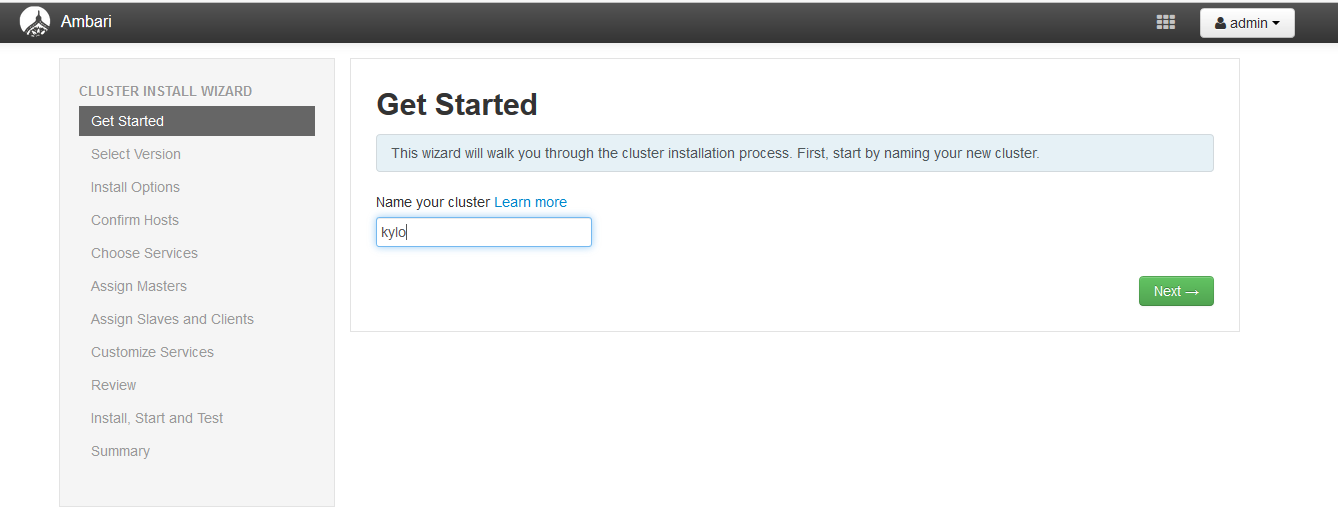 Ambari
admin
CLUSTER INSTALL WIZARD
Get Started
Select Version
Install Options
Confirm Hosts
Choose Services
Assign Masters
Assign Slaves and Clients
Customize Services
Review
Install, Start and Test
Summary
Get Started
This wizard will walk you through the cluster installation process. First, start by naming your new cluster.
Name your cluster Learn more
kylo
Next →